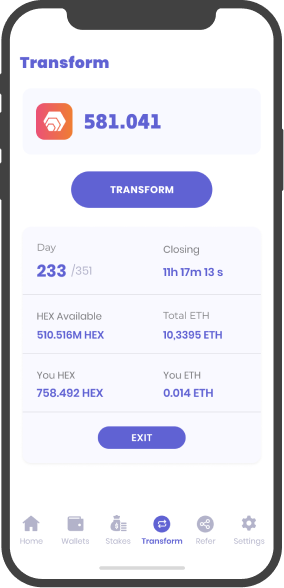 Transform
581.041
TRANSFORM
Day
Closing
233 /351
11h 17m 13 s
HEX Available
Total ETH
510.516M HEX
10,3395 ETH
You HEX
You ETH
758.492 HEX
0.014 ETH
EXIT
Home Wallets Stakes Transform Refer Settings